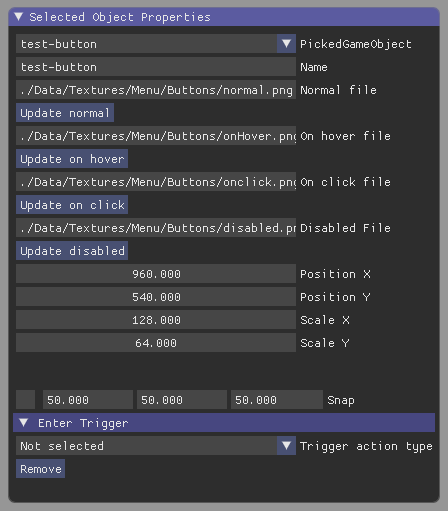 Selected Object Properties
test-button PickedGameObject
test-button Name
./Data/Textures/Menu/Buttons/normal.png Normal file
Update normal
./Data/Textures/Menu/Buttons/onHover.png On hover file
Update on hover
./Data/Textures/Menu/Buttons/onclick.png On click file
Update on click
./Data/Textures/Menu/Buttons/disabled.pn Disabled File
Update disabled
960.000 Position X
540.000 Position Y
128.000 Scale X
64.000 Scale Y
50.000 50.000 50.000 Snap
Enter Trigger
Not selected Trigger action type
Remove